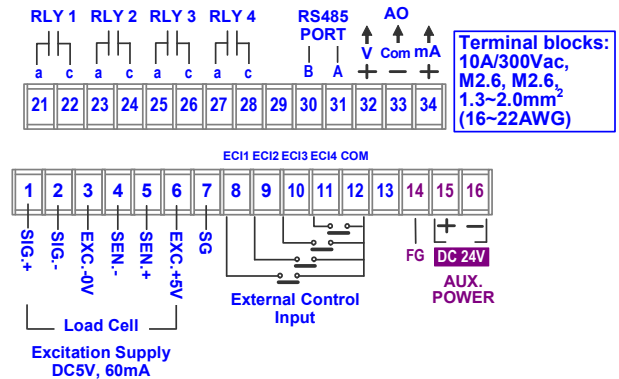 RLY 1 RLY 2 RLY 3 RLY 4 RS485 PORT AO
V Com mA
a c a c a c a c B A + − +
21 22 23 24 25 26 27 28 29 30 31 32 33 34
Terminal blocks:
10A/300Vac,
M2.6, M2.6,
1.3~2.0mm²
(16~22AWG)
ECI1 ECI2 ECI3 ECI4 COM
1 2 3 4 5 6 7 8 9 10 11 12 13 14 15 16
SIG.+
SIG.-
EXC.-0V
SEN.-
SEN.+
EXC.+5V
SG
FG
+ −
DC 24V
AUX.
POWER
External Control
Input
Load Cell
Excitation Supply
DC5V, 60mA